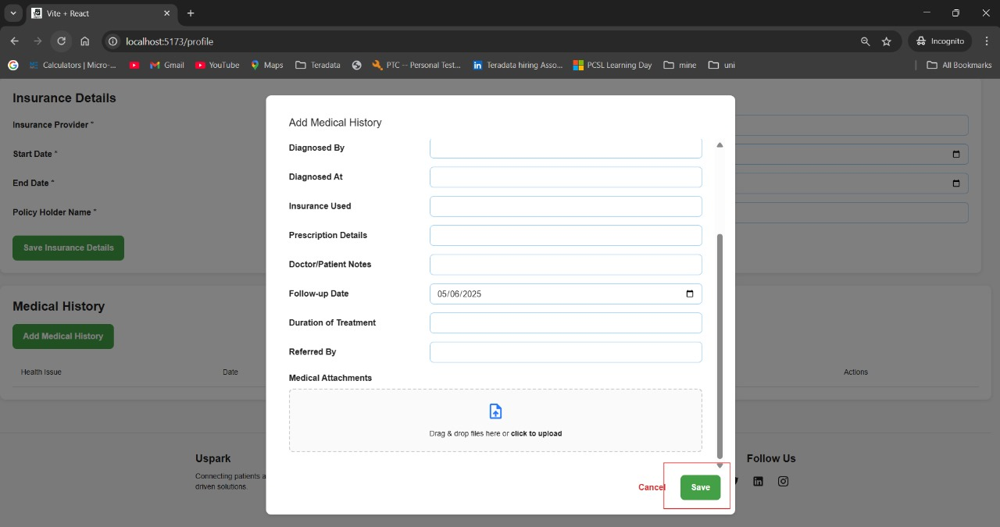 Vite + React
localhost:5173/profile
Incognito
Calculators | Micro-...
Gmail
YouTube
Maps
Teradata
PTC -- Personal Test...
Teradata hiring Asso...
PCSL Learning Day
mine
uni
All Bookmarks
Insurance Details
Insurance Provider *
Start Date *
End Date *
Policy Holder Name *
Save Insurance Details
Medical History
Add Medical History
Health Issue
Date
Actions
Add Medical History
Diagnosed By
Diagnosed At
Insurance Used
Prescription Details
Doctor/Patient Notes
Follow-up Date
05/06/2025
Duration of Treatment
Referred By
Medical Attachments
Drag & drop files here or click to upload
Cancel
Save
Uspark
Connecting patients a
driven solutions.
Follow Us